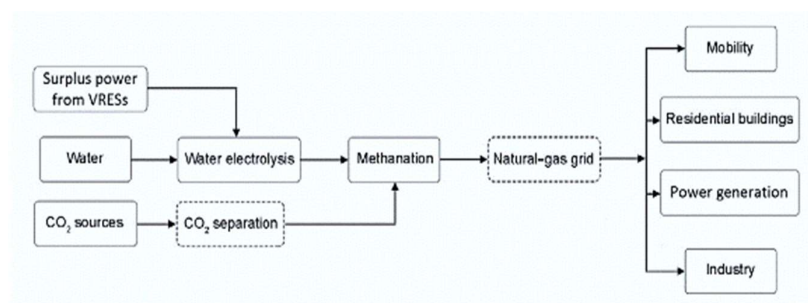 Surplus power
from VRESs
Water
CO₂ sources
Water electrolysis
CO₂ separation
Methanation
Natural-gas grid
Mobility
Residential buildings
Power generation
Industry